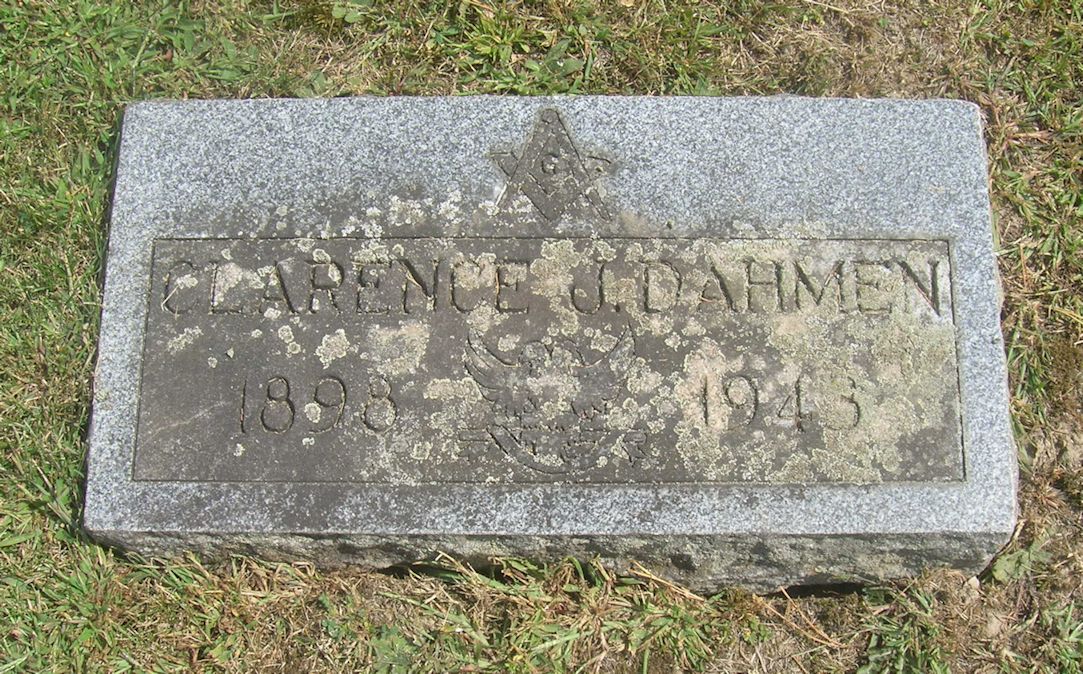 G
CLARENCE J. DAHMEN
1898 1943